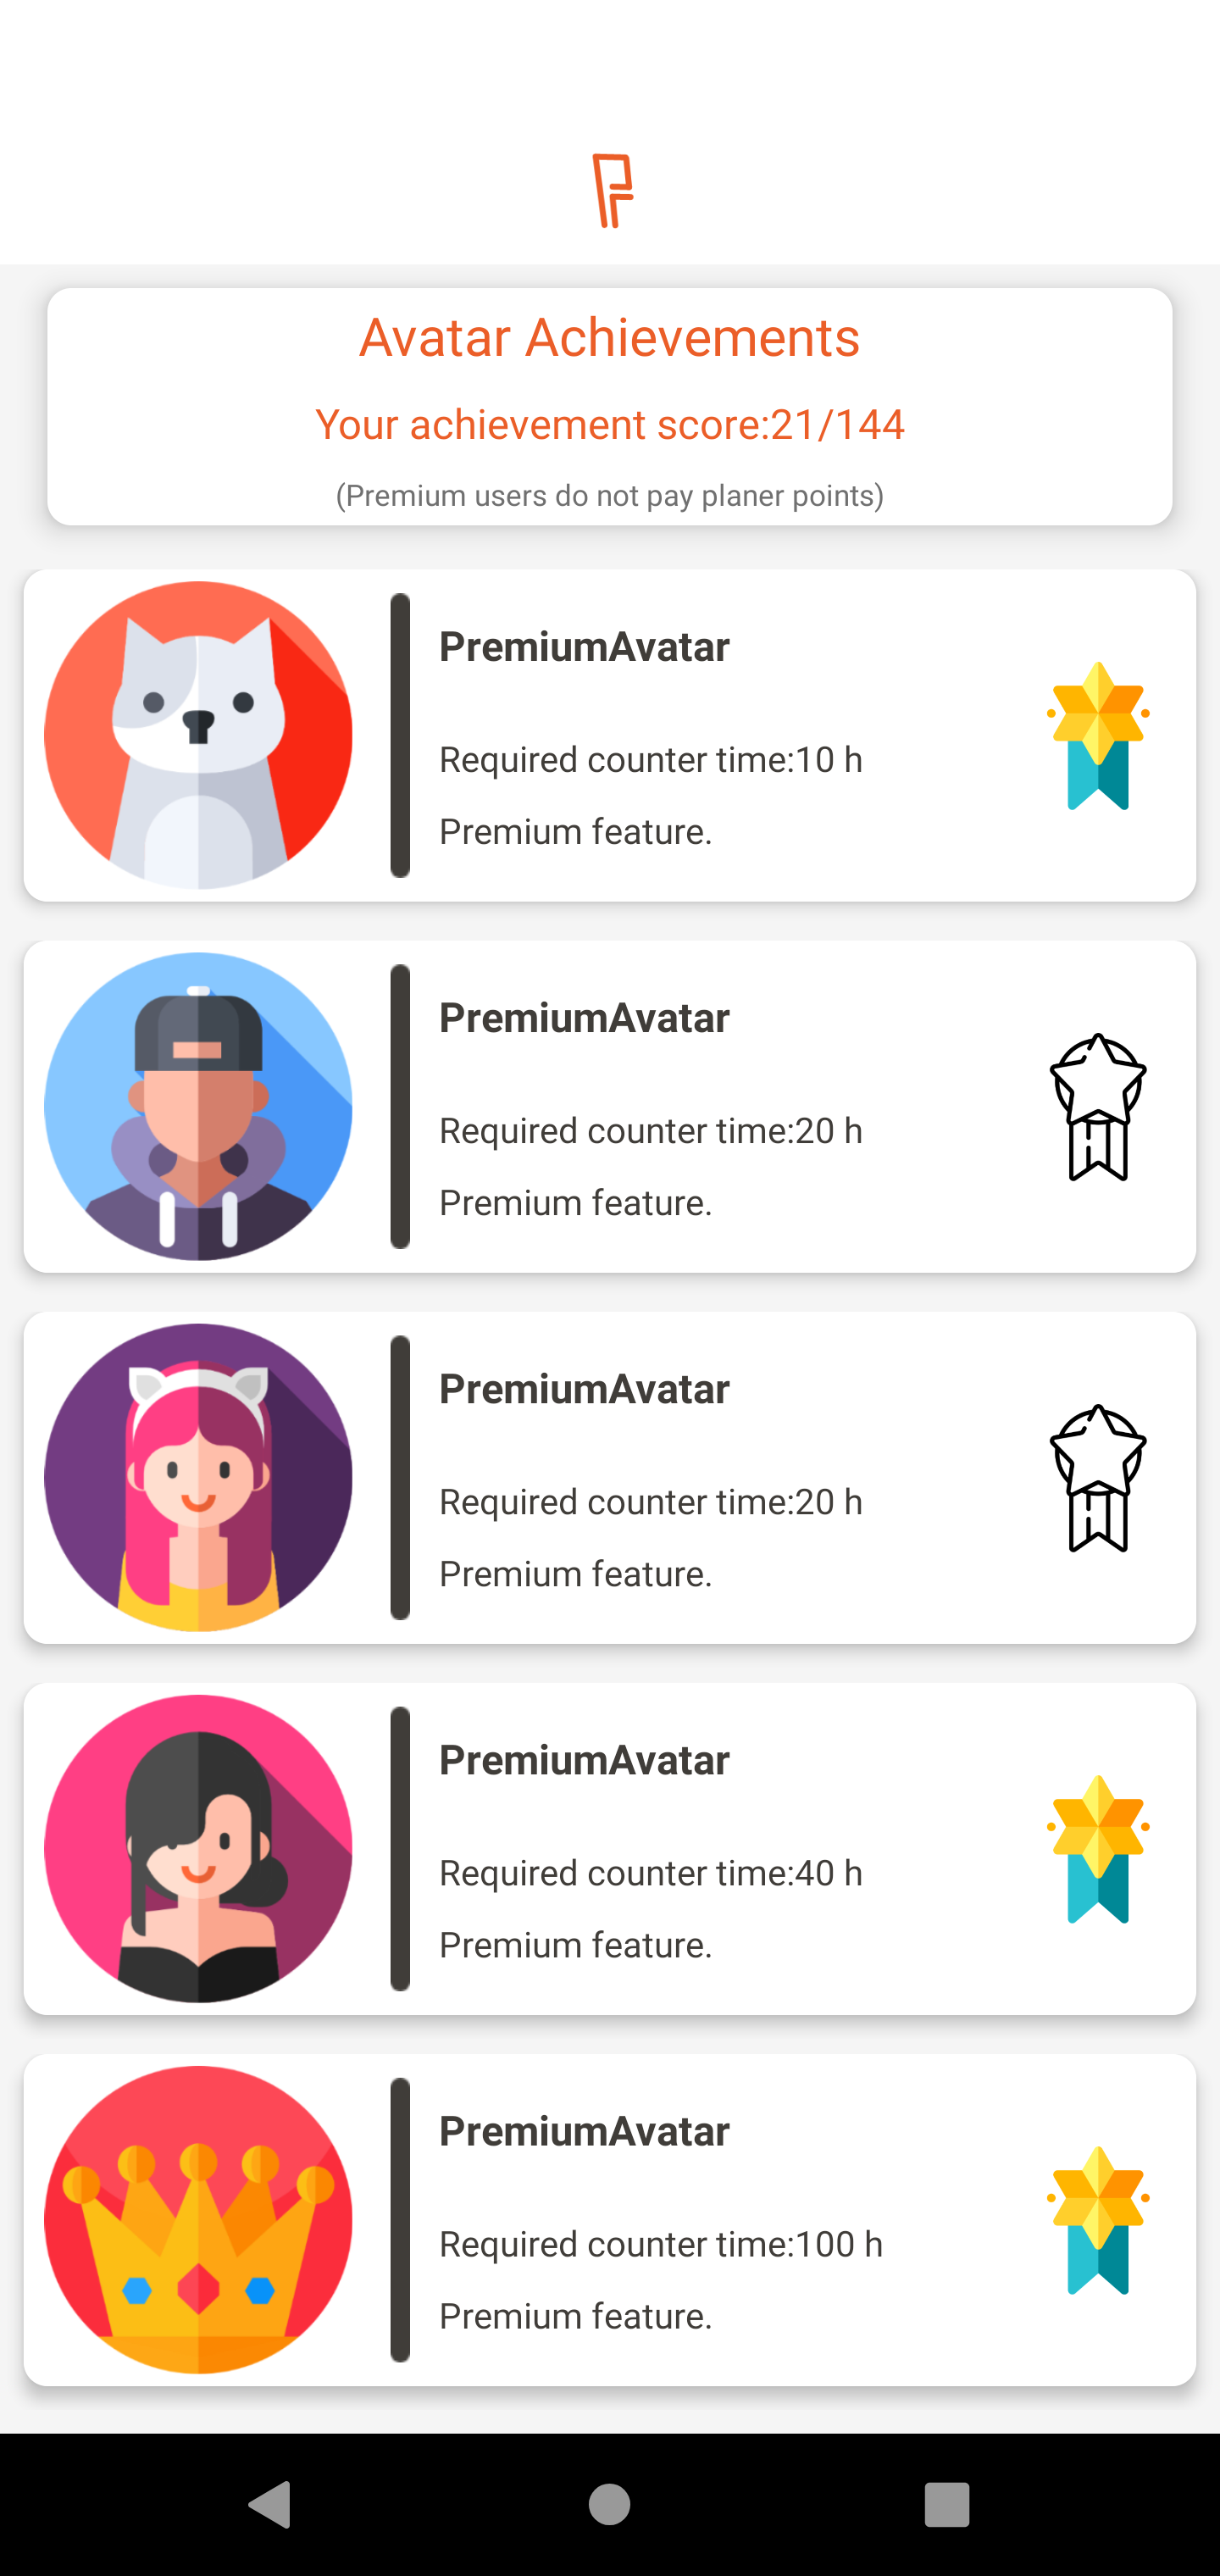 Avatar Achievements
Your achievement score:21/144
(Premium users do not pay planer points)
PremiumAvatar
Required counter time:10 h
Premium feature.
PremiumAvatar
Required counter time:20 h
Premium feature.
PremiumAvatar
Required counter time:20 h
Premium feature.
PremiumAvatar
Required counter time:40 h
Premium feature.
PremiumAvatar
Required counter time:100 h
Premium feature.